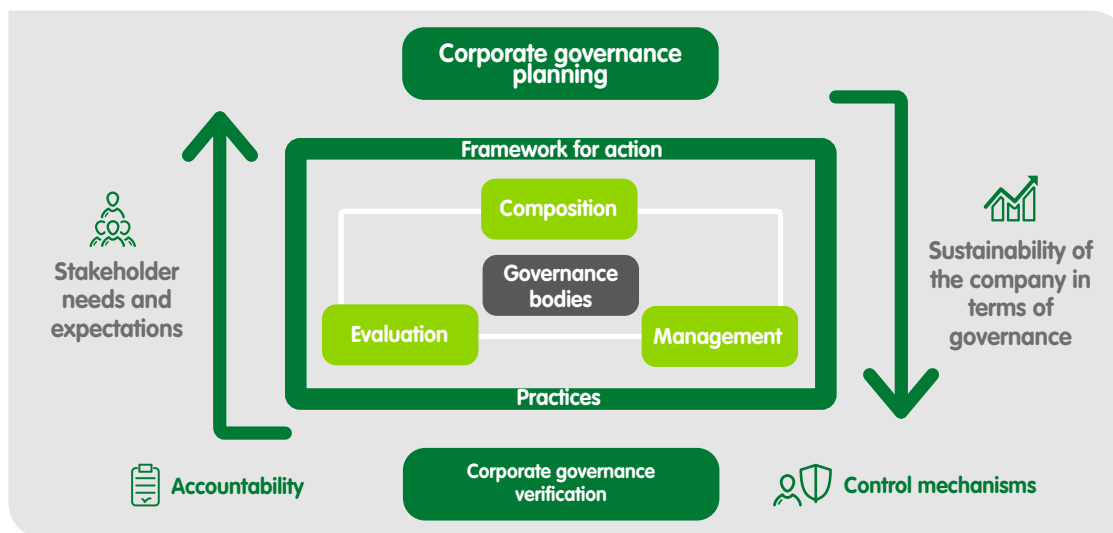 Corporate governance
planning
Framework for action
Composition
Governance
bodies
Evaluation
Management
Practices
Stakeholder
needs and
expectations
Sustainability of
the company in
terms of
governance
Accountability
Corporate governance
verification
Control mechanisms